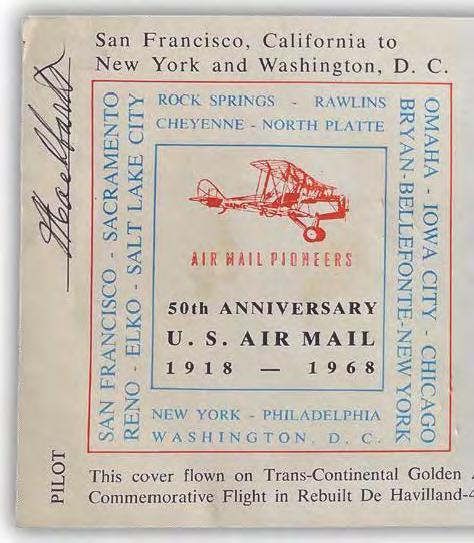 San Francisco, California to
New York and Washington, D. C.
SAN FRANCISCO - SACRAMENTO
RENO - ELKO - SALT LAKE CITY
ROCK SPRINGS - RAWLINS
CHEYENNE - NORTH PLATTE
OMAHA - IOWA CITY - CHICAGO
BRYAN-BELLEFONTE-NEW YORK
AIR MAIL PIONEERS
50th ANNIVERSARY
U. S. AIR MAIL
1918 — 1968
NEW YORK - PHILADELPHIA
WASHINGTON, D. C.
PILOT
This cover flown on Trans-Continental Golden
Commemorative Flight in Rebuilt De Havilland-4